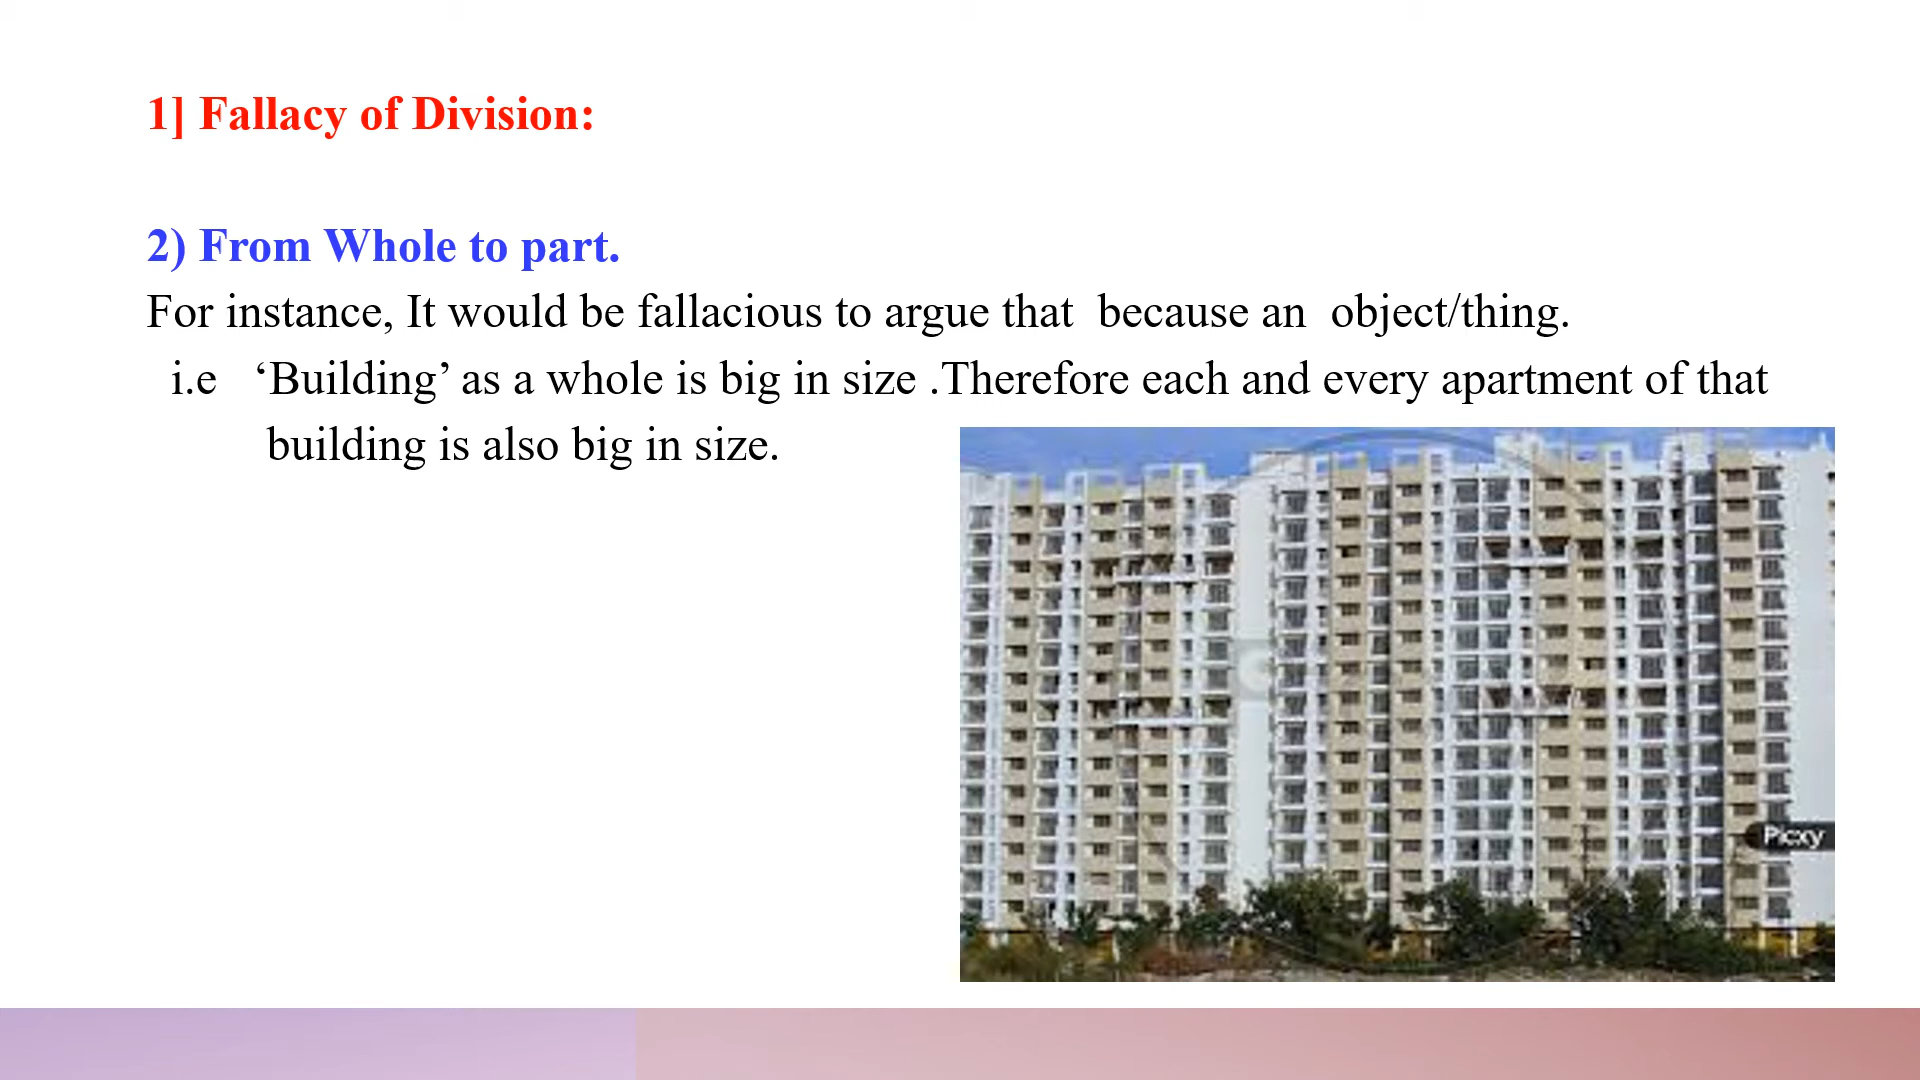 1] Fallacy of Division:
2) From Whole to part.
For instance, It would be fallacious to argue that because an object/thing.
i.e ‘Building’ as a whole is big in size .Therefore each and every apartment of that
building is also big in size.
Picxy